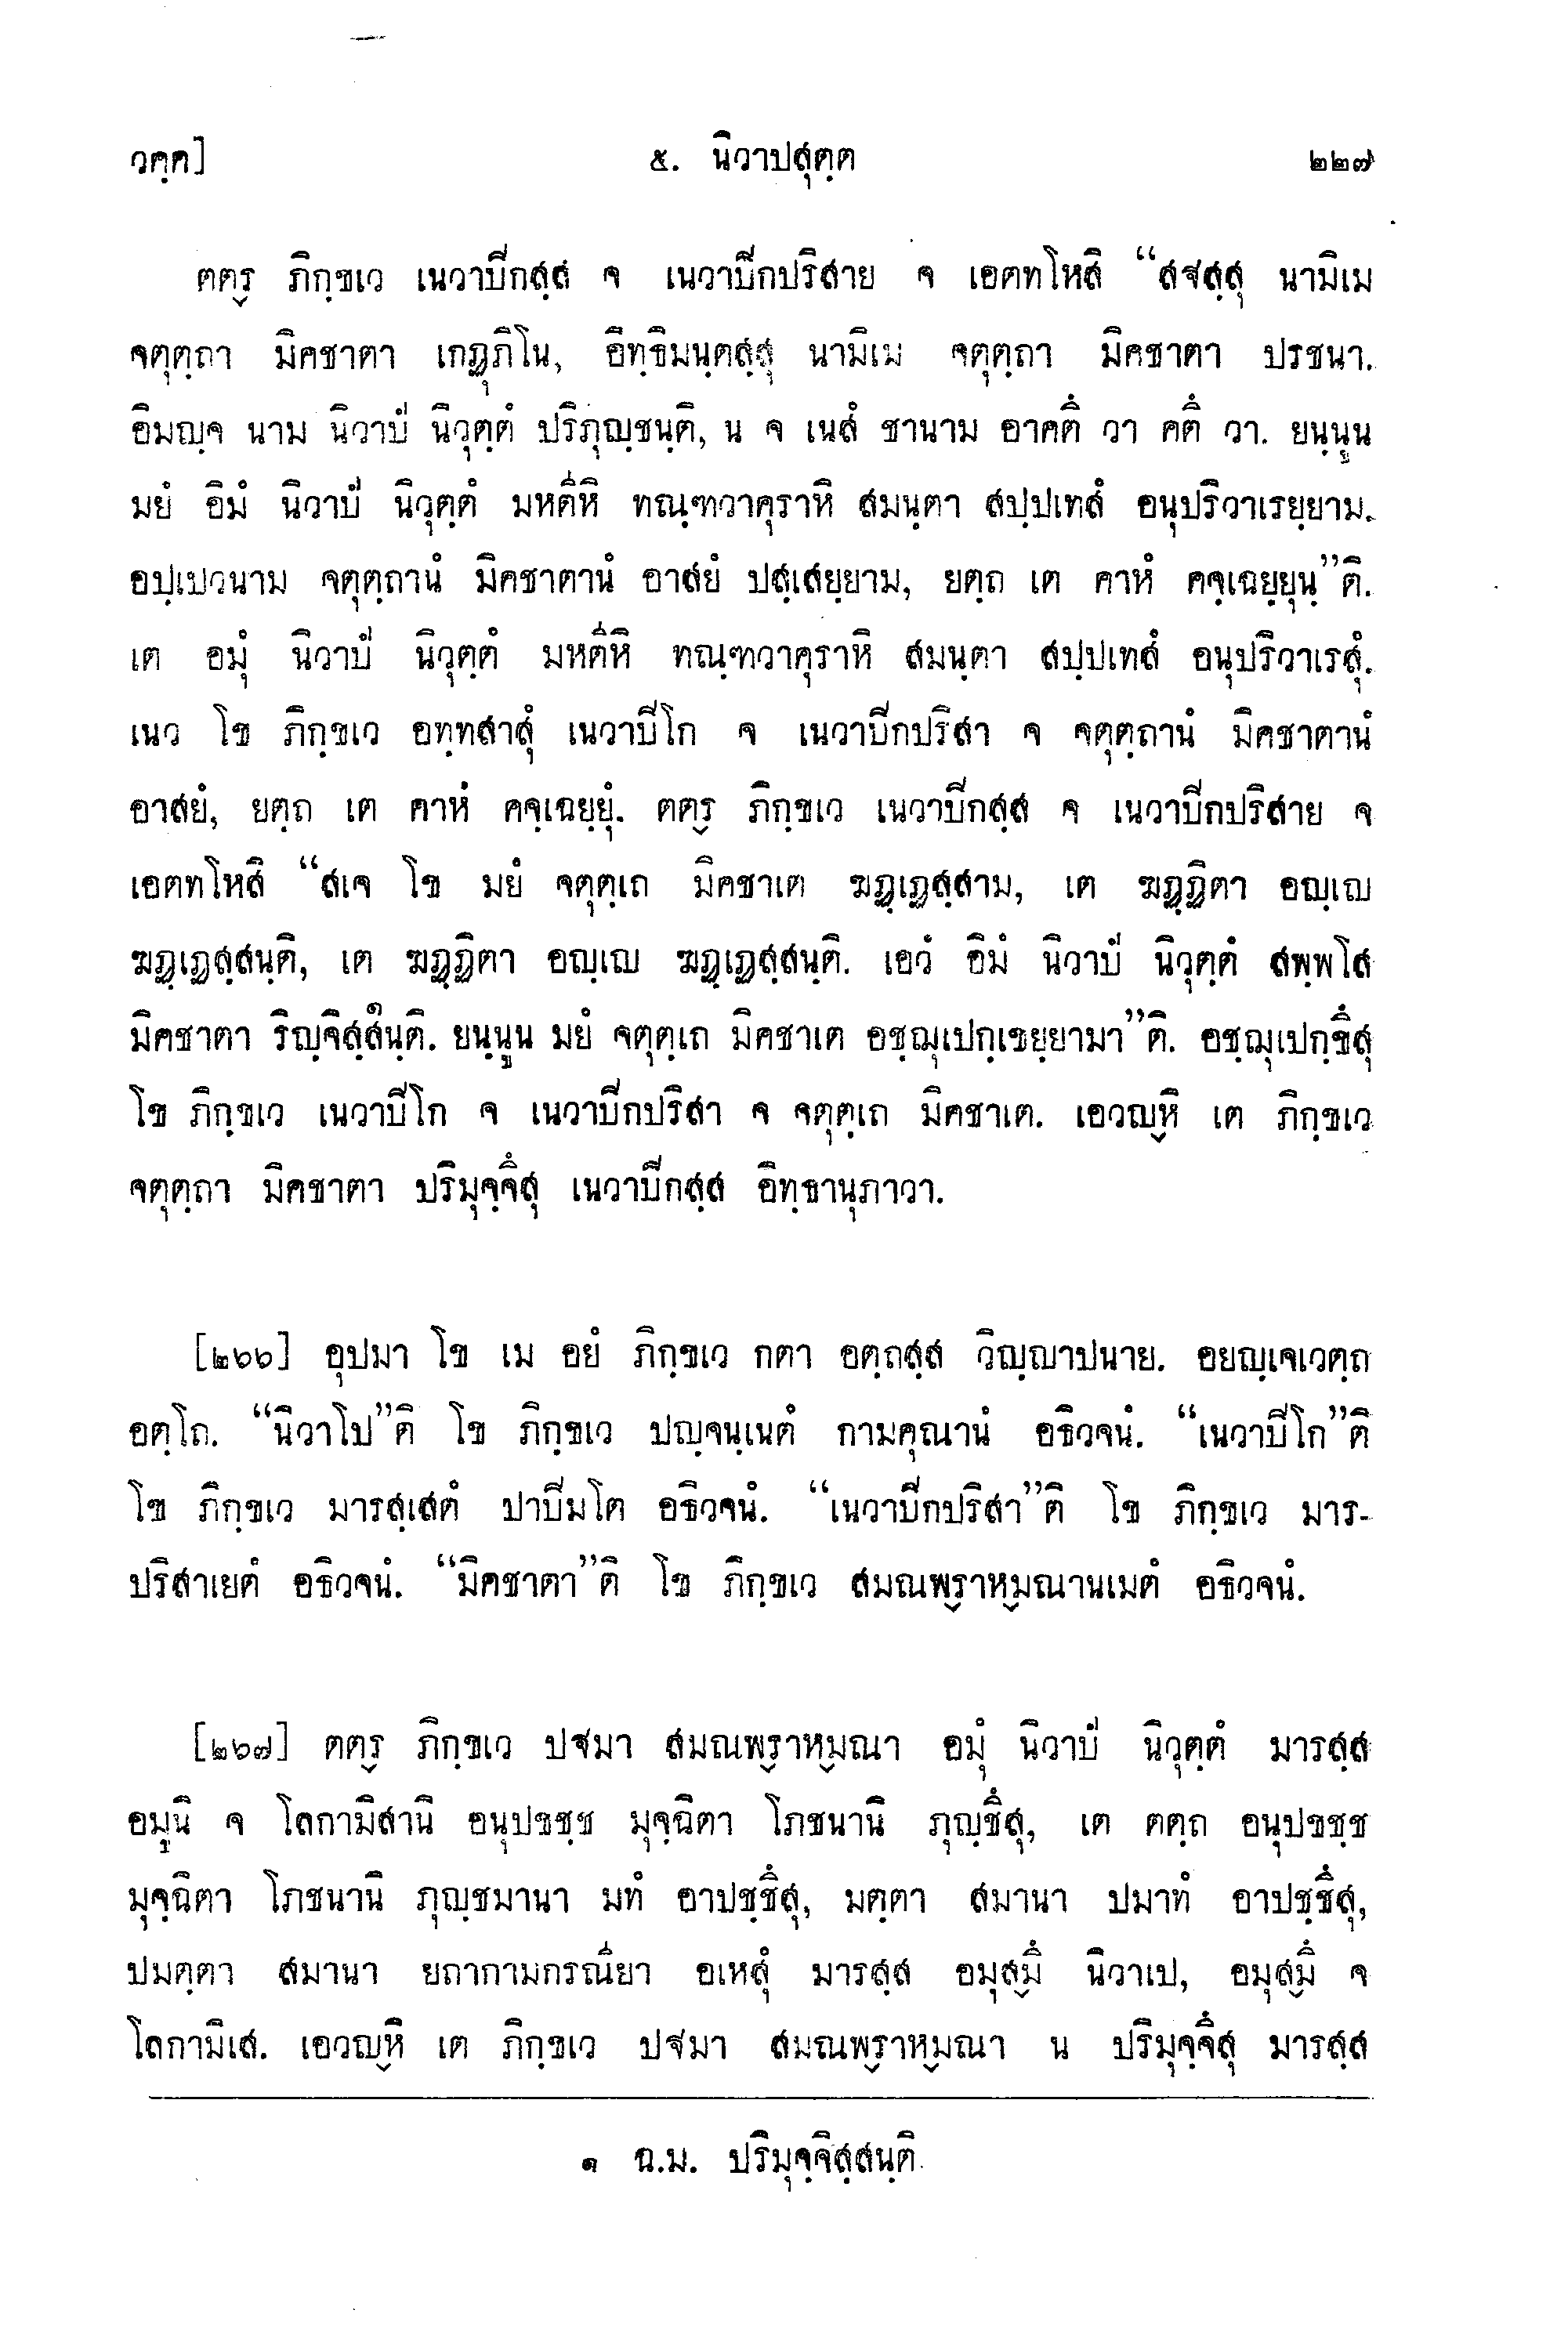 วคฺค]
๕. นิวาปสุตฺต
๒๒๗
ตตฺร ภิกฺขเว เนวาปิกสฺส จ เนวาปิกปริสาย จ เอตทโหสิ “สฐสฺสุ นามิเม
จตุตฺถา มิคชาตา เกฏุภิโน, อิทฺธิมนฺตสฺสุ นามิเม จตุตฺถา มิคชาตา ปรชนา.
อิมญฺจ นาม นิวาปํ นิวุตฺตํ ปริภุญฺชนฺติ, น จ เนสํ ชานาม อาคตึ วา คตึ วา. ยนฺนูน
มยํ อิมํ นิวาปํ นิวุตฺตํ มหตีหิ ทณฺฑวาคุราหิ สมนฺตา สปฺปเทสํ อนุปริวาเรยฺยาม.
อปฺเปวนาม จตุตฺถานํ มิคชาตานํ อาสยํ ปสฺเสยฺยาม, ยตฺถ เต คาหํ คจฺเฉยฺยุนฺ”ติ.
เต อมุํ นิวาปํ นิวุตฺตํ มหตีหิ ทณฺฑวาคุราหิ สมนฺตา สปฺปเทสํ อนุปริวาเรสุํ.
เนว โข ภิกฺขเว อทฺทสาสุํ เนวาปิโก จ เนวาปิกปริสา จ จตุตฺถานํ มิคชาตานํ
อาสยํ, ยตฺถ เต คาหํ คจฺเฉยฺยุํ. ตตฺร ภิกฺขเว เนวาปิกสฺส จ เนวาปิกปริสาย จ
เอตทโหสิ “สเจ โข มยํ จตุตฺเถ มิคชาเต ฆฏฺเฏสฺสาม, เต ฆฏฺฏิตา อญฺเญ
ฆฏฺเฏสฺสนฺติ, เต ฆฏฺฏิตา อญฺเญ ฆฏฺเฏสฺสนฺติ. เอวํ อิมํ นิวาปํ นิวุตฺตํ สพฺพโส
มิคชาตา ริญฺจิสฺสนฺติ๑. ยนฺนูน มยํ จตุตฺเถ มิคชาเต อชฺฌุเปกฺเขยฺยามา”ติ. อชฺฌุเปกฺขึสุ
โข ภิกฺขเว เนวาปิโก จ เนวาปิกปริสา จ จตุตฺเถ มิคชาเต. เอวญฺหิ เต ภิกฺขเว
จตุตฺถา มิคชาตา ปริมุจฺจึสุ เนวาปิกสฺส อิทฺธานุภาวา.
[๒๖๖] อุปมา โข เม อยํ ภิกฺขเว กตา อตฺถสฺส วิญฺญาปนาย. อยญฺเจเวตฺถ
อตฺโถ. “นิวาโป”ติ โข ภิกฺขเว ปญฺจนฺเนตํ กามคุณานํ อธิวจนํ. “เนวาปิโก”ติ
โข ภิกฺขเว มารสฺเสตํ ปาปิมโต อธิวจนํ. “เนวาปิกปริสา”ติ โข ภิกฺขเว มาร-
ปริสาเยตํ อธิวจนํ. “มิคชาตา”ติ โข ภิกฺขเว สมณพฺราหฺมณานเมตํ อธิวจนํ.
[๒๖๗] ตตฺร ภิกฺขเว ปฐมา สมณพฺราหฺมณา อมุํ นิวาปํ นิวุตฺตํ มารสฺส
อมูนิ จ โลกามิสานิ อนุปขชฺช มุจฺฉิตา โภชนานิ ภุญฺชึสุ, เต ตตฺถ อนุปขชฺช
มุจฺฉิตา โภชนานิ ภุญฺชมานา มทํ อาปชฺชึสุ, มตฺตา สมานา ปมาทํ อาปชฺชึสุ,
ปมตฺตา สมานา ยถากามกรณียา อเหสุํ มารสฺส อมุสฺมึ นิวาเป, อมุสฺมึ จ
โลกามิเส. เอวญฺหิ เต ภิกฺขเว ปฐมา สมณพฺราหฺมณา น ปริมุจฺจึสุ มารสฺส
๑ ฉ.ม. ปริมุจฺจิสฺสนฺติ